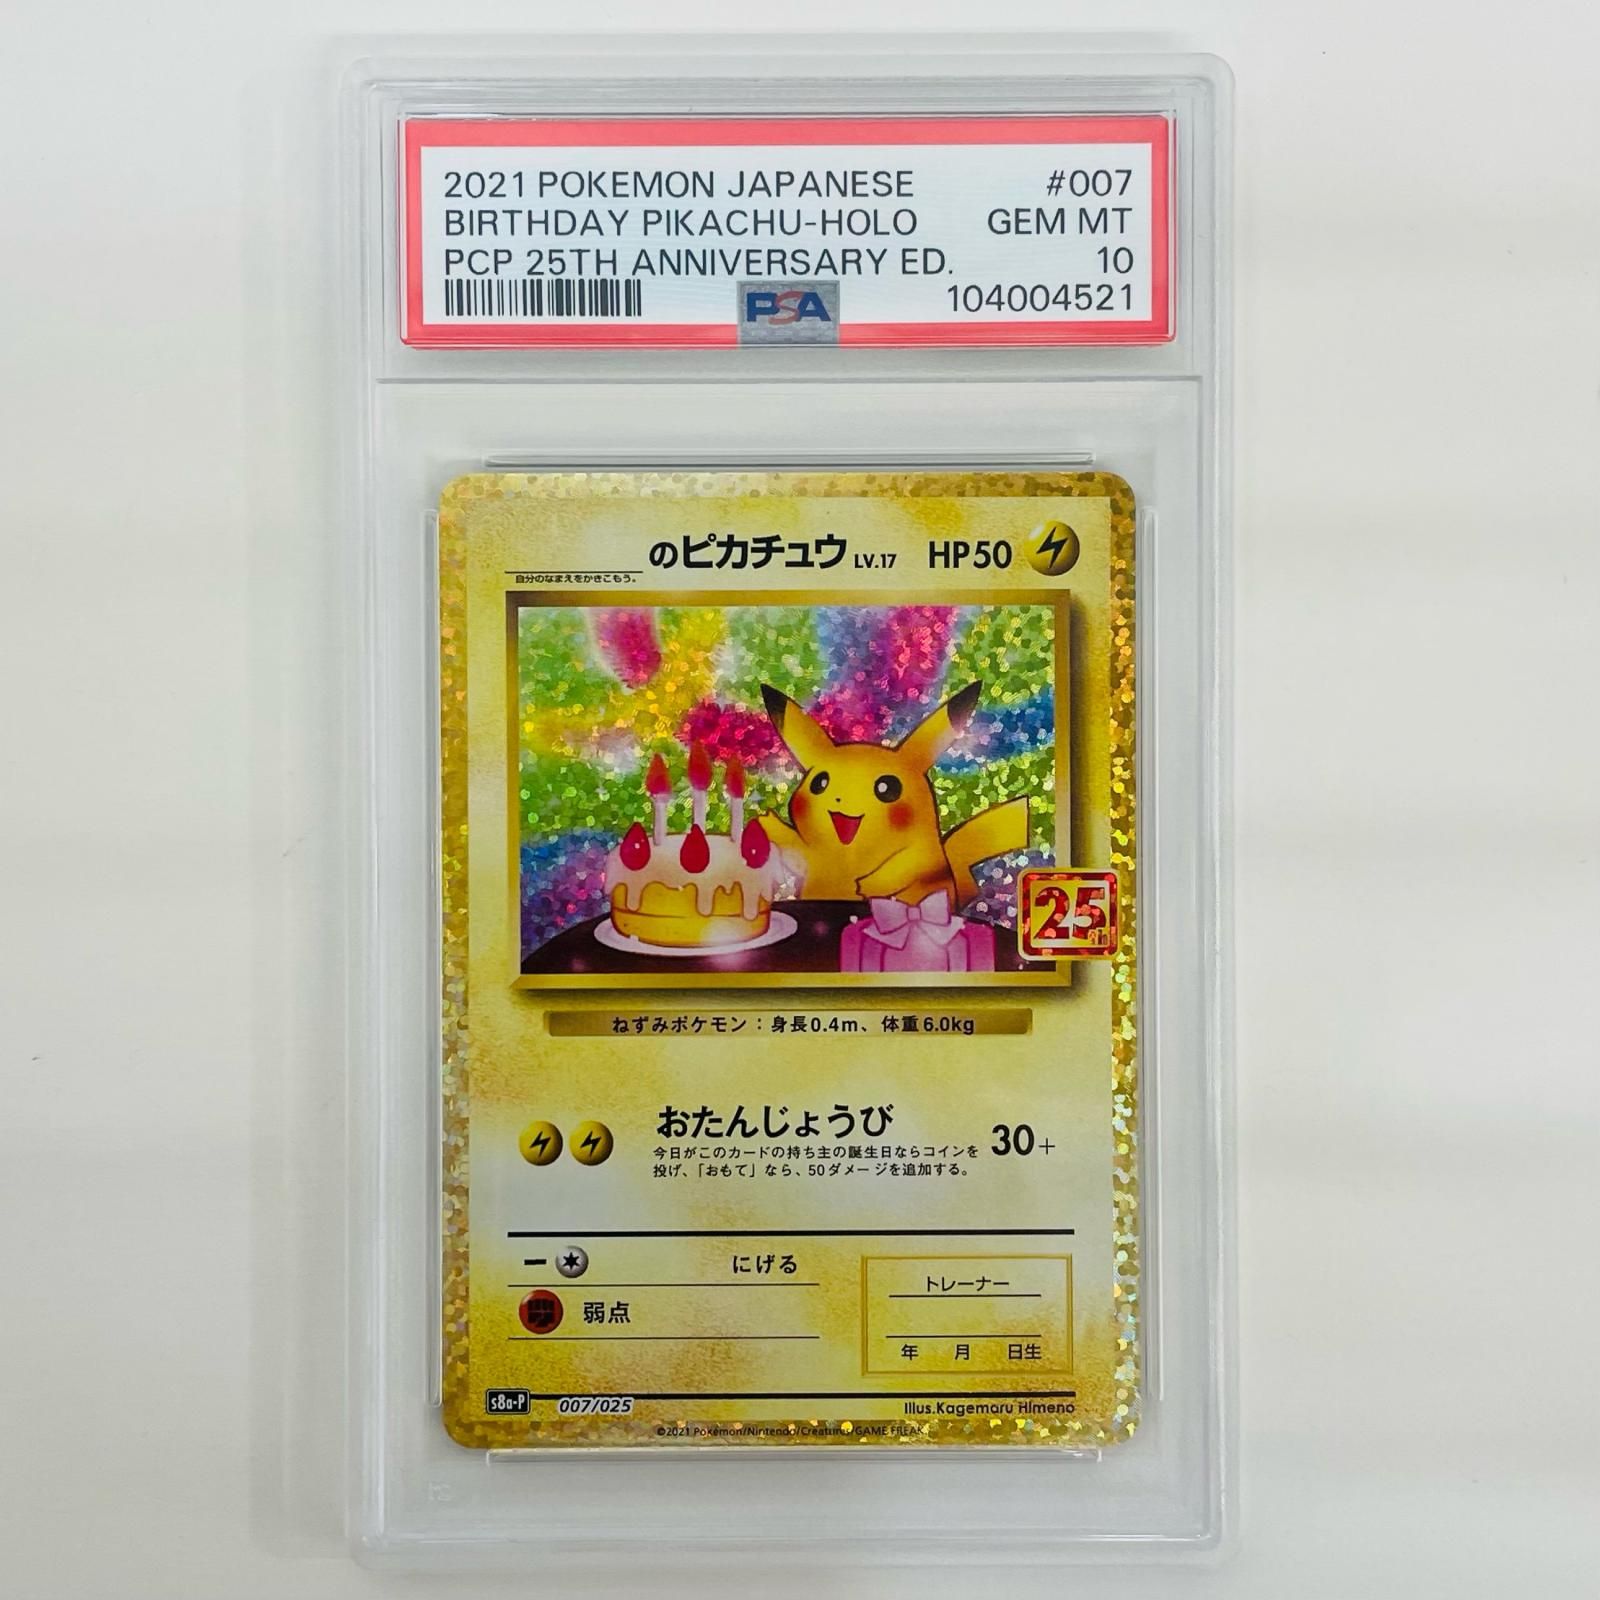 2021 POKEMON JAPANESE #007
BIRTHDAY PIKACHU-HOLO GEM MT
PCP 25TH ANNIVERSARY ED. 10
PSA 104004521
のピカチュウ LV.17 HP50
自分のなまえをかきこもう。
25th
ねずみポケモン：身長0.4m、体重6.0kg
おたんじょうび 30+
今日がこのカードの持ち主の誕生日ならコインを
投げ、「おもて」なら、50ダメージを追加する。
ー にげる
弱点
トレーナー
年 月 日生
s8a-P 007/025 Illus.Kagemaru Himeno
©2021 Pokémon/Nintendo/Creatures/GAME FREAK